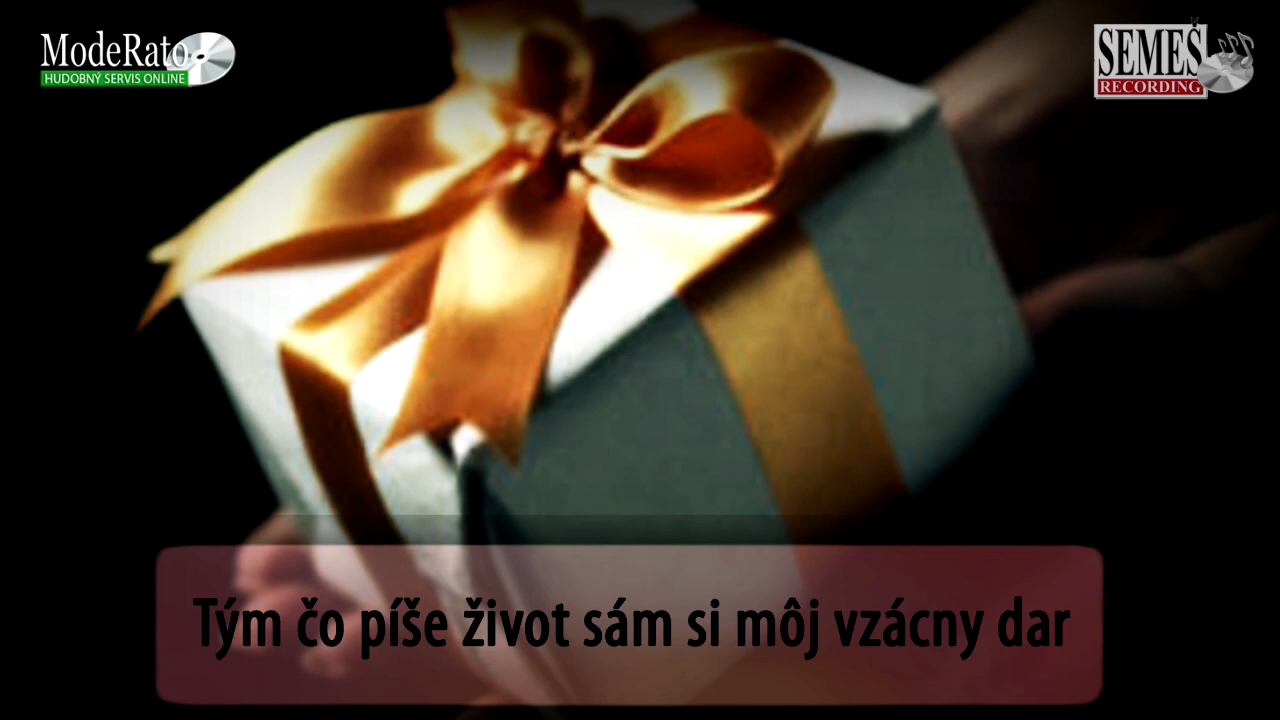 ModeRato
HUDOBNÝ SERVIS ONLINE
SEMEŠ
RECORDING
Tým čo píše život sám si môj vzácny dar